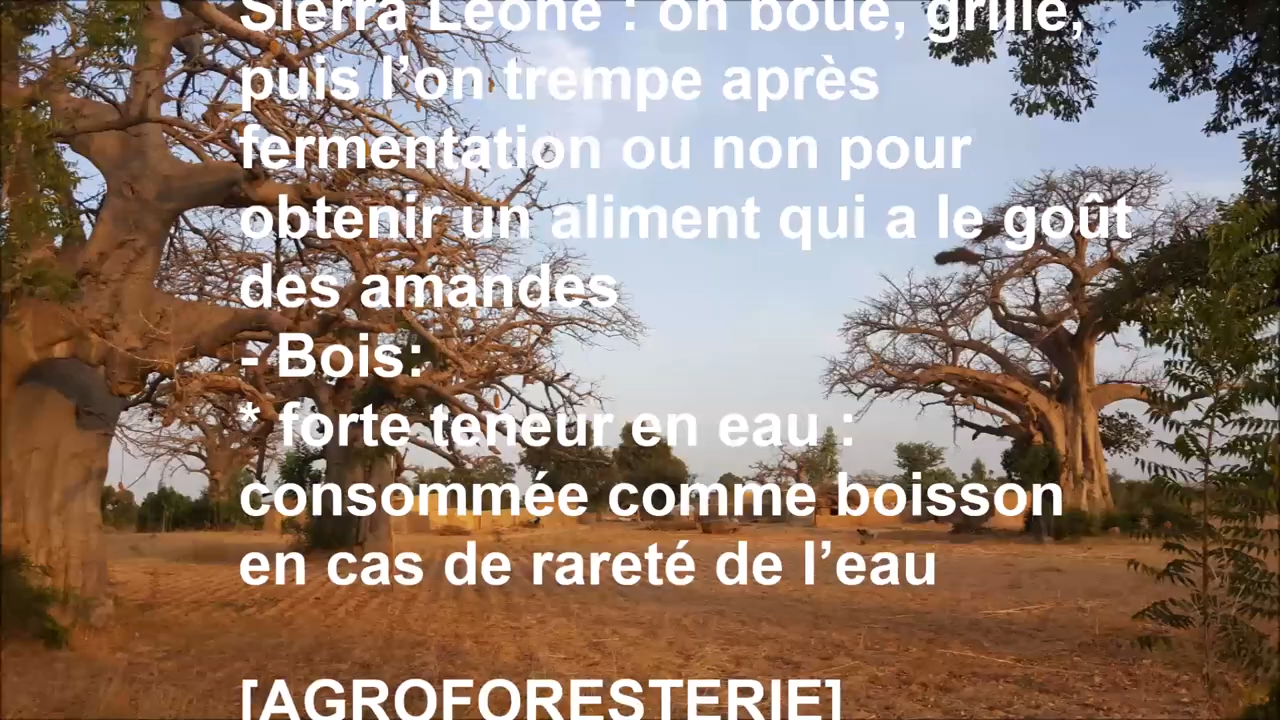 Sierra Leone : on boue, grille,
puis l’on trempe après
fermentation ou non pour
obtenir un aliment qui a le goût
des amandes
- Bois:
* forte teneur en eau :
consommée comme boisson
en cas de rareté de l’eau
[AGROFORESTERIE]